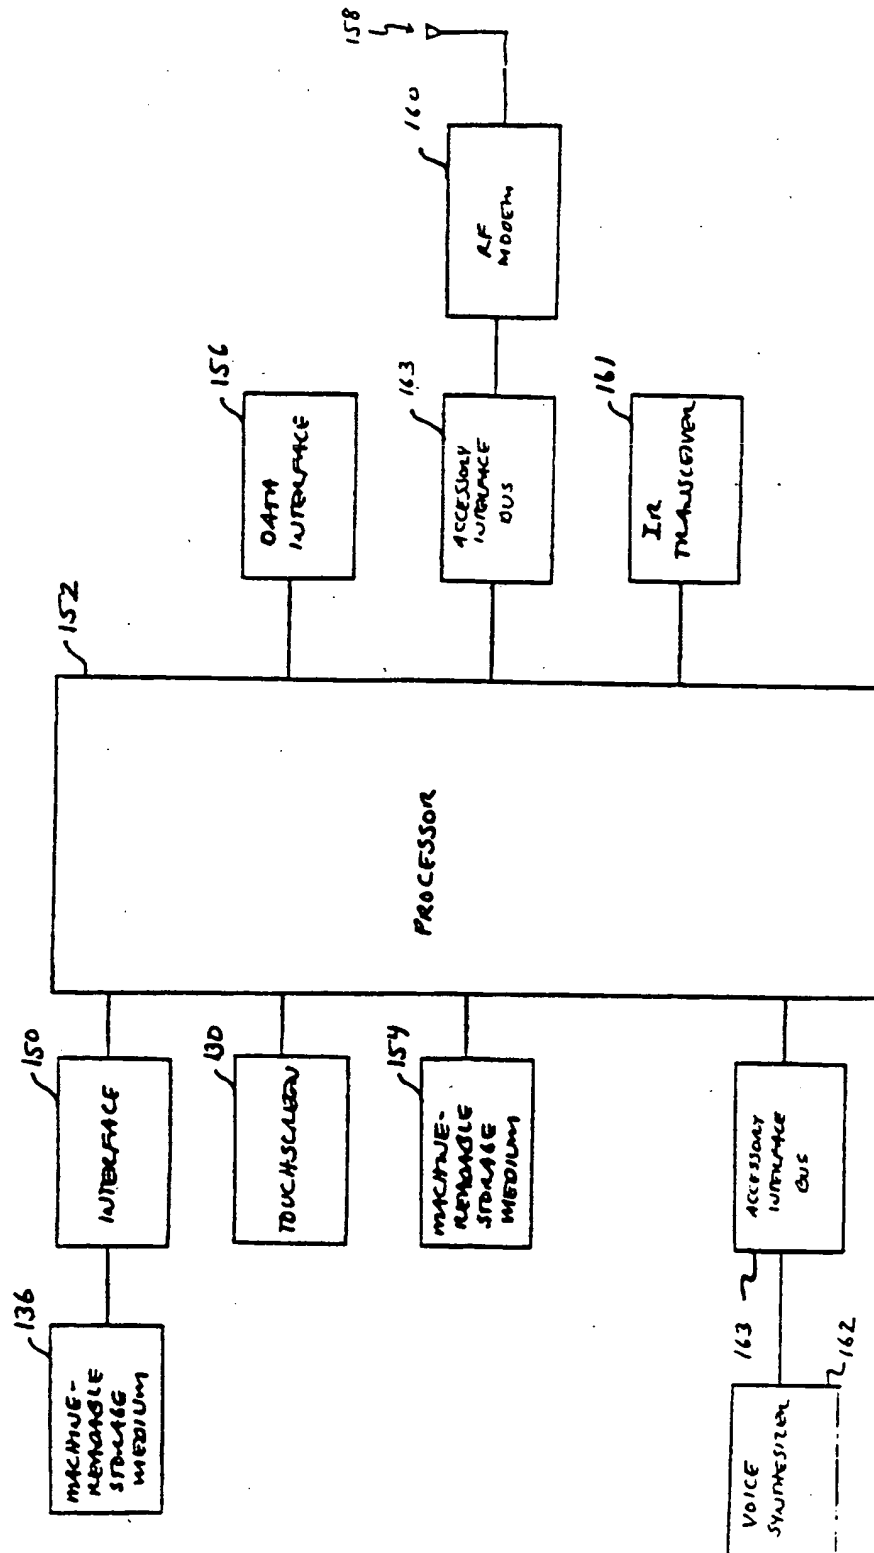 136
MACHINE-
READABLE
STORAGE
MEDIUM
150
INTERFACE
130
TOUCHSCREEN
154
MACHINE-
READABLE
STORAGE
MEDIUM
163
ACCESSORY
INTERFACE
BUS
162
VOICE
SYNTHESIZER
152
PROCESSOR
156
DATA
INTERFACE
163
ACCESSORY
INTERFACE
BUS
161
IR
TRANSCEIVER
160
RF
MODEM
158